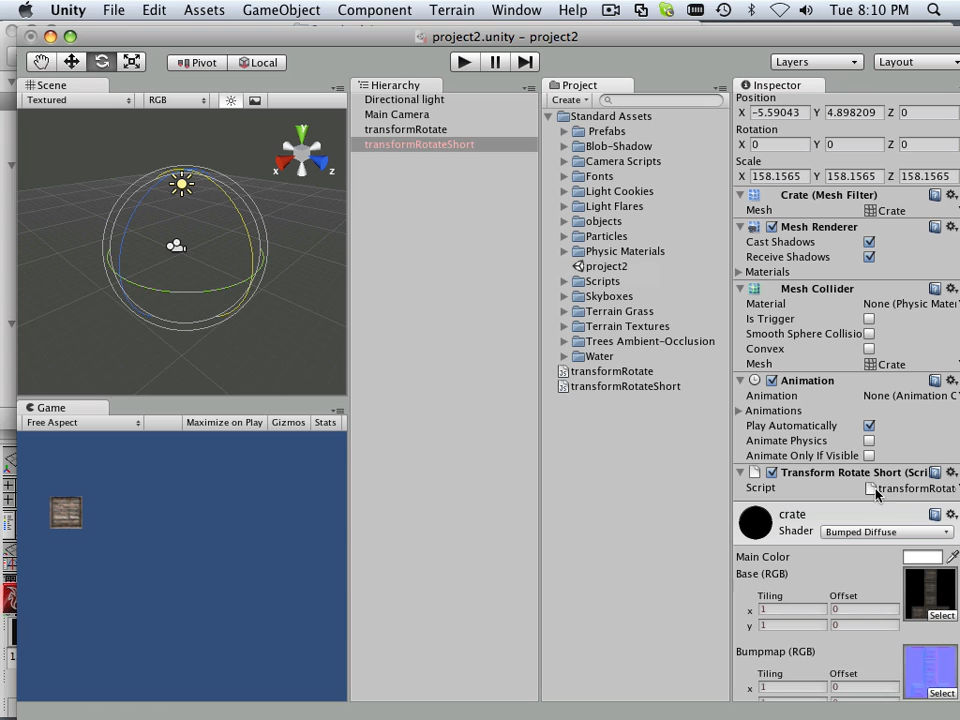 Unity File Edit Assets GameObject Component Terrain Window Help Tue 8:10 PM
project2.unity – project2
Pivot Local Layers Layout
Scene
Textured RGB
y
x z
Game
Free Aspect Maximize on Play Gizmos Stats
Hierarchy
Directional light
Main Camera
transformRotate
transformRotateShort
Project
Create
Standard Assets
Prefabs
Blob-Shadow
Camera Scripts
Fonts
Light Cookies
Light Flares
objects
Particles
Physic Materials
project2
Scripts
Skyboxes
Terrain Grass
Terrain Textures
Trees Ambient-Occlusion
Water
transformRotate
transformRotateShort
Inspector
Position
X -5.59043 Y 4.898209 Z 0
Rotation
X 0 Y 0 Z 0
Scale
X 158.1565 Y 158.1565 Z 158.1565
Crate (Mesh Filter)
Mesh Crate
Mesh Renderer
Cast Shadows
Receive Shadows
Materials
Mesh Collider
Material None (Physic Mater
Is Trigger
Smooth Sphere Collisio
Convex
Mesh Crate
Animation
Animation None (Animation C
Animations
Play Automatically
Animate Physics
Animate Only If Visible
Transform Rotate Short (Scri
Script transformRotat
crate
Shader Bumped Diffuse
Main Color
Base (RGB)
Tiling Offset
x 1 0
y 1 0
Select
Bumpmap (RGB)
Tiling Offset
x 1 0
Select